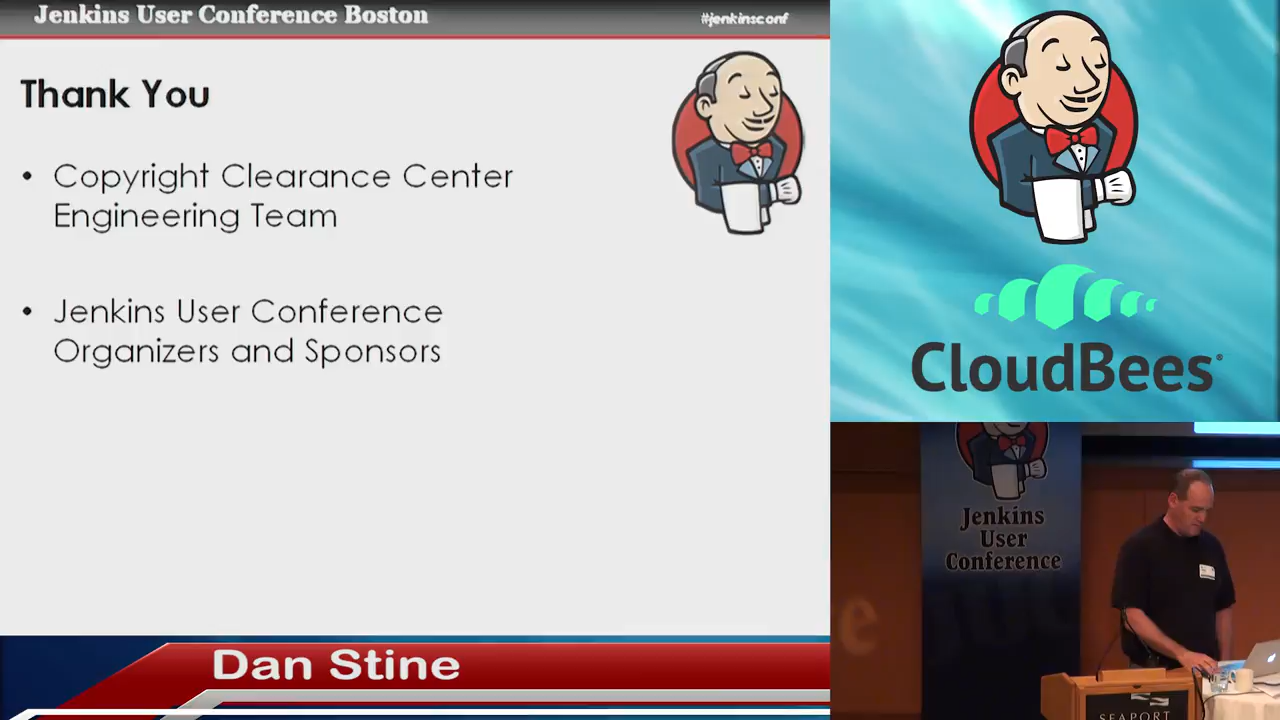 Jenkins User Conference Boston
#jenkinsconf
Thank You
• Copyright Clearance Center
Engineering Team
• Jenkins User Conference
Organizers and Sponsors
CloudBees®
Jenkins
User
Conference
Dan Stine
SEAPORT